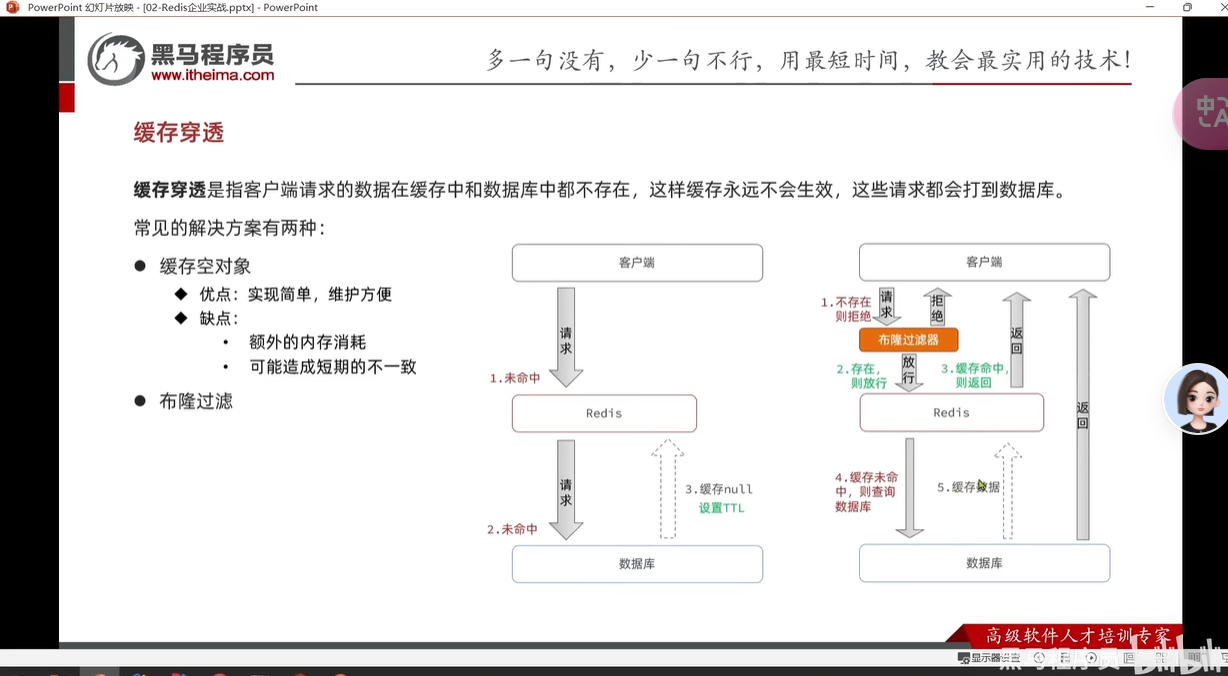 PowerPoint 幻灯片放映 - [02-Redis企业实战.pptx] - PowerPoint
黑马程序员
www.itheima.com
多一句没有，少一句不行，用最短时间，教会最实用的技术！
缓存穿透
缓存穿透是指客户端请求的数据在缓存中和数据库中都不存在，这样缓存永远不会生效，这些请求都会打到数据库。
常见的解决方案有两种：
● 缓存空对象
◆ 优点：实现简单，维护方便
◆ 缺点：
• 额外的内存消耗
• 可能造成短期的不一致
● 布隆过滤
客户端
请求
1.未命中
Redis
请求
2.未命中
3.缓存null
设置TTL
数据库
客户端
1.不存在
则拒绝
请求
拒绝
布隆过滤器
2.存在，
则放行
放行
3.缓存命中，
则返回
返回
Redis
返回
4.缓存未命
中，则查询
数据库
5.缓存数据
数据库
高级软件人才培训专家
显示器设置
黑马程序员
bilibili
中
A